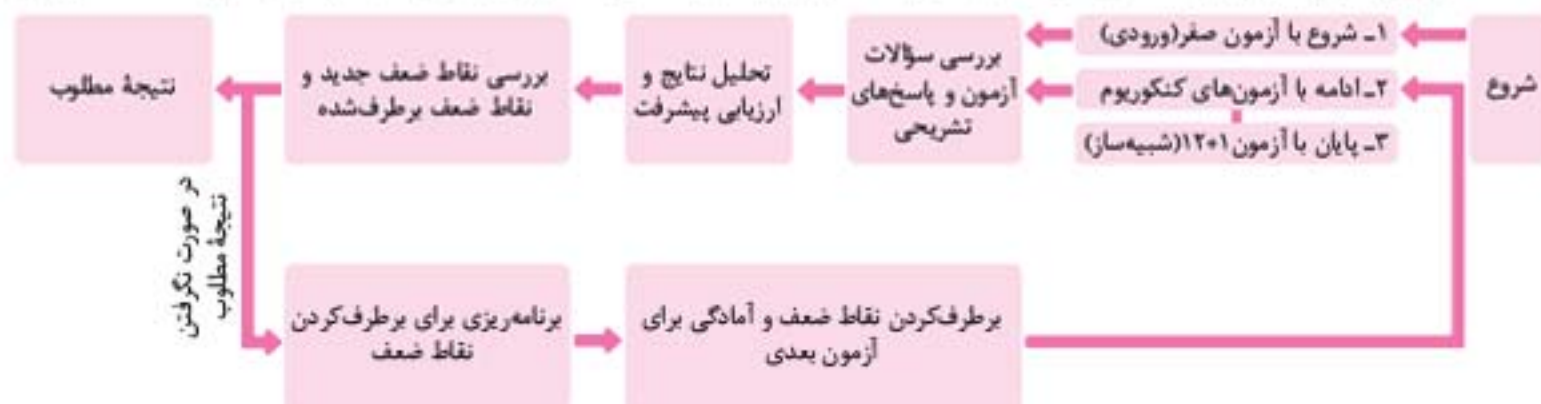 شروع
۱ـ شروع با آزمون صفر(ورودی)
۲ـ ادامه با آزمون‌های کنکوریوم
۳ـ پایان با آزمون ۱۲+۱(شبیه‌ساز)
بررسی سؤالات
آزمون و پاسخ‌های
تشریحی
تحلیل نتایج و
ارزیابی پیشرفت
بررسی نقاط ضعف جدید و
نقاط ضعف برطرف‌شده
نتیجهٔ مطلوب
در صورت نگرفتن
نتیجهٔ مطلوب
برنامه‌ریزی برای برطرف‌کردن
نقاط ضعف
برطرف‌کردن نقاط ضعف و آمادگی برای
آزمون بعدی